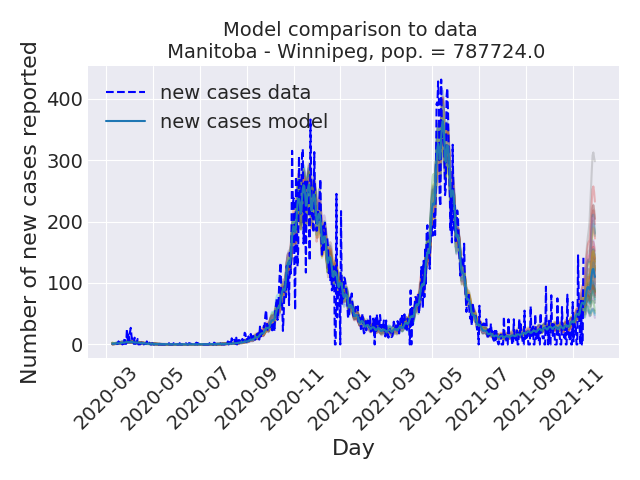 Model comparison to data
Manitoba - Winnipeg, pop. = 787724.0
new cases data
new cases model
Number of new cases reported
400
300
200
100
0
2020-03
2020-05
2020-07
2020-09
2020-11
2021-01
2021-03
2021-05
2021-07
2021-09
2021-11
Day